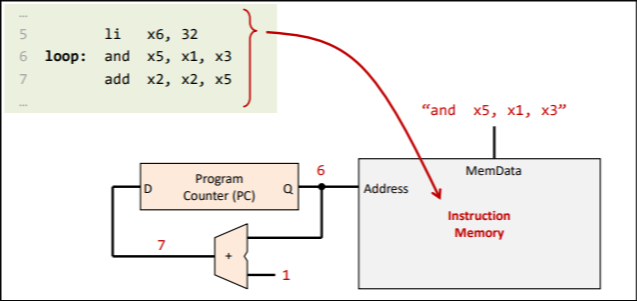 ...
5 li x6, 32
6 loop: and x5, x1, x3
7 add x2, x2, x5
...
“and x5, x1, x3”
MemData
Program
Counter (PC)
D
Q
6
Address
Instruction
Memory
7
+
1